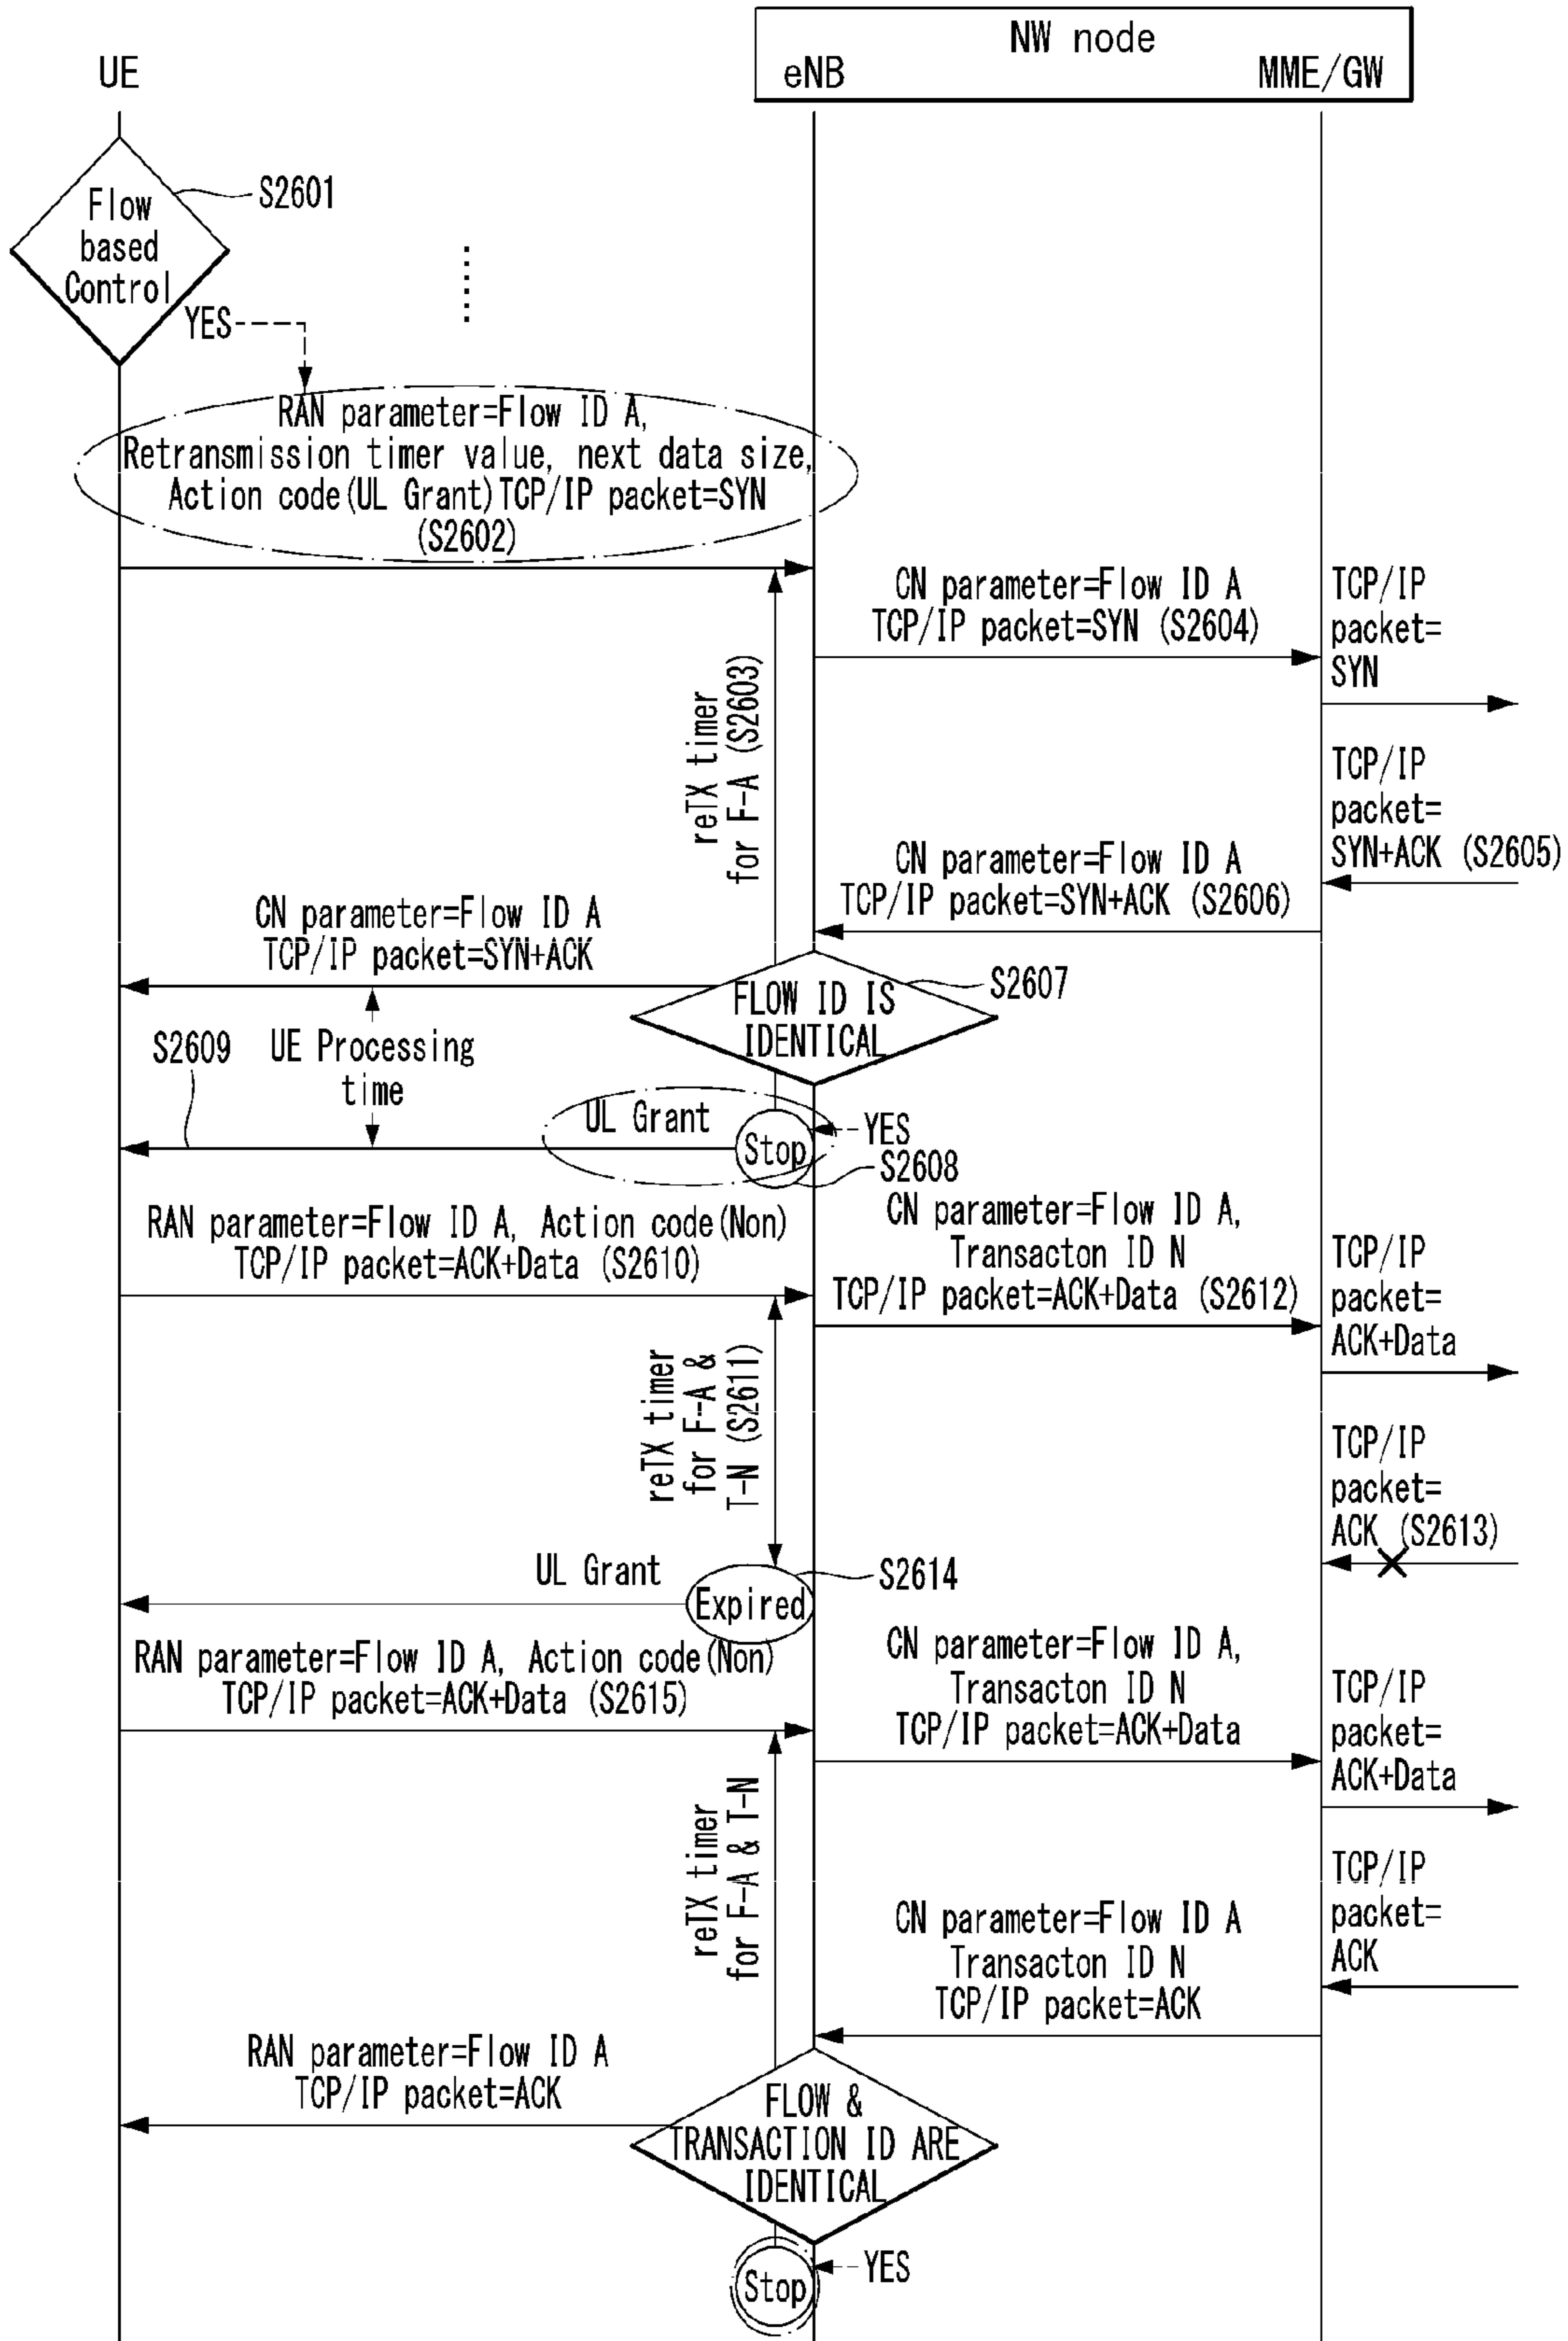 NW node
UE
eNB
MME/GW
S2601
Flow
based
Control
YES
RAN parameter=Flow ID A,
Retransmission timer value, next data size,
Action code(UL Grant)TCP/IP packet=SYN
(S2602)
CN parameter=Flow ID A
TCP/IP packet=SYN (S2604)
TCP/IP
packet=
SYN
reTX timer
for F-A (S2603)
TCP/IP
packet=
SYN+ACK (S2605)
CN parameter=Flow ID A
TCP/IP packet=SYN+ACK (S2606)
CN parameter=Flow ID A
TCP/IP packet=SYN+ACK
FLOW ID IS
IDENTICAL
S2607
S2609
UE Processing
time
UL Grant
Stop
YES
S2608
RAN parameter=Flow ID A, Action code(Non)
TCP/IP packet=ACK+Data (S2610)
CN parameter=Flow ID A,
Transacton ID N
TCP/IP packet=ACK+Data (S2612)
TCP/IP
packet=
ACK+Data
reTX timer
for F-A &
T-N (S2611)
TCP/IP
packet=
ACK (S2613)
UL Grant
Expired
S2614
RAN parameter=Flow ID A, Action code(Non)
TCP/IP packet=ACK+Data (S2615)
CN parameter=Flow ID A,
Transacton ID N
TCP/IP packet=ACK+Data
TCP/IP
packet=
ACK+Data
reTX timer
for F-A & T-N
TCP/IP
packet=
ACK
CN parameter=Flow ID A
Transacton ID N
TCP/IP packet=ACK
RAN parameter=Flow ID A
TCP/IP packet=ACK
FLOW &
TRANSACTION ID ARE
IDENTICAL
YES
Stop